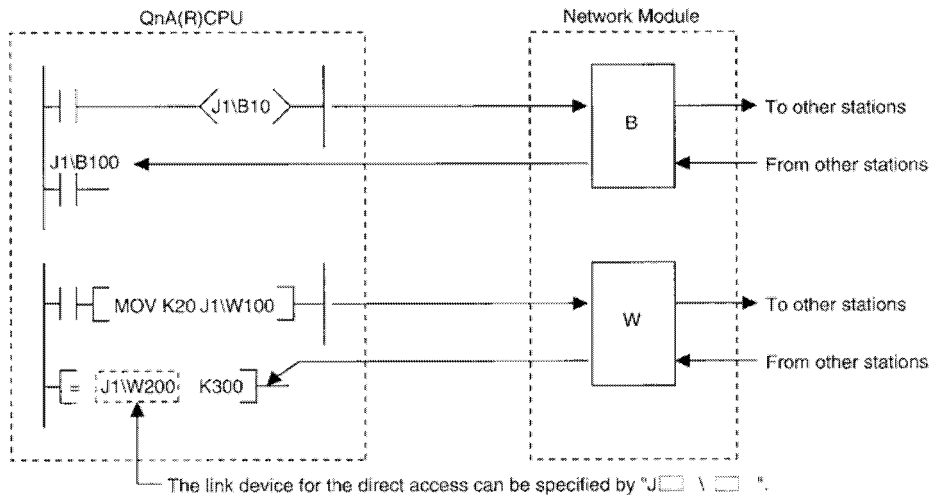 QnA(R)CPU
Network Module
J1\B10
B
To other stations
J1\B100
From other stations
MOV K20 J1\W100
W
To other stations
From other stations
= J1\W200 K300
The link device for the direct access can be specified by "J□ \ □ ".